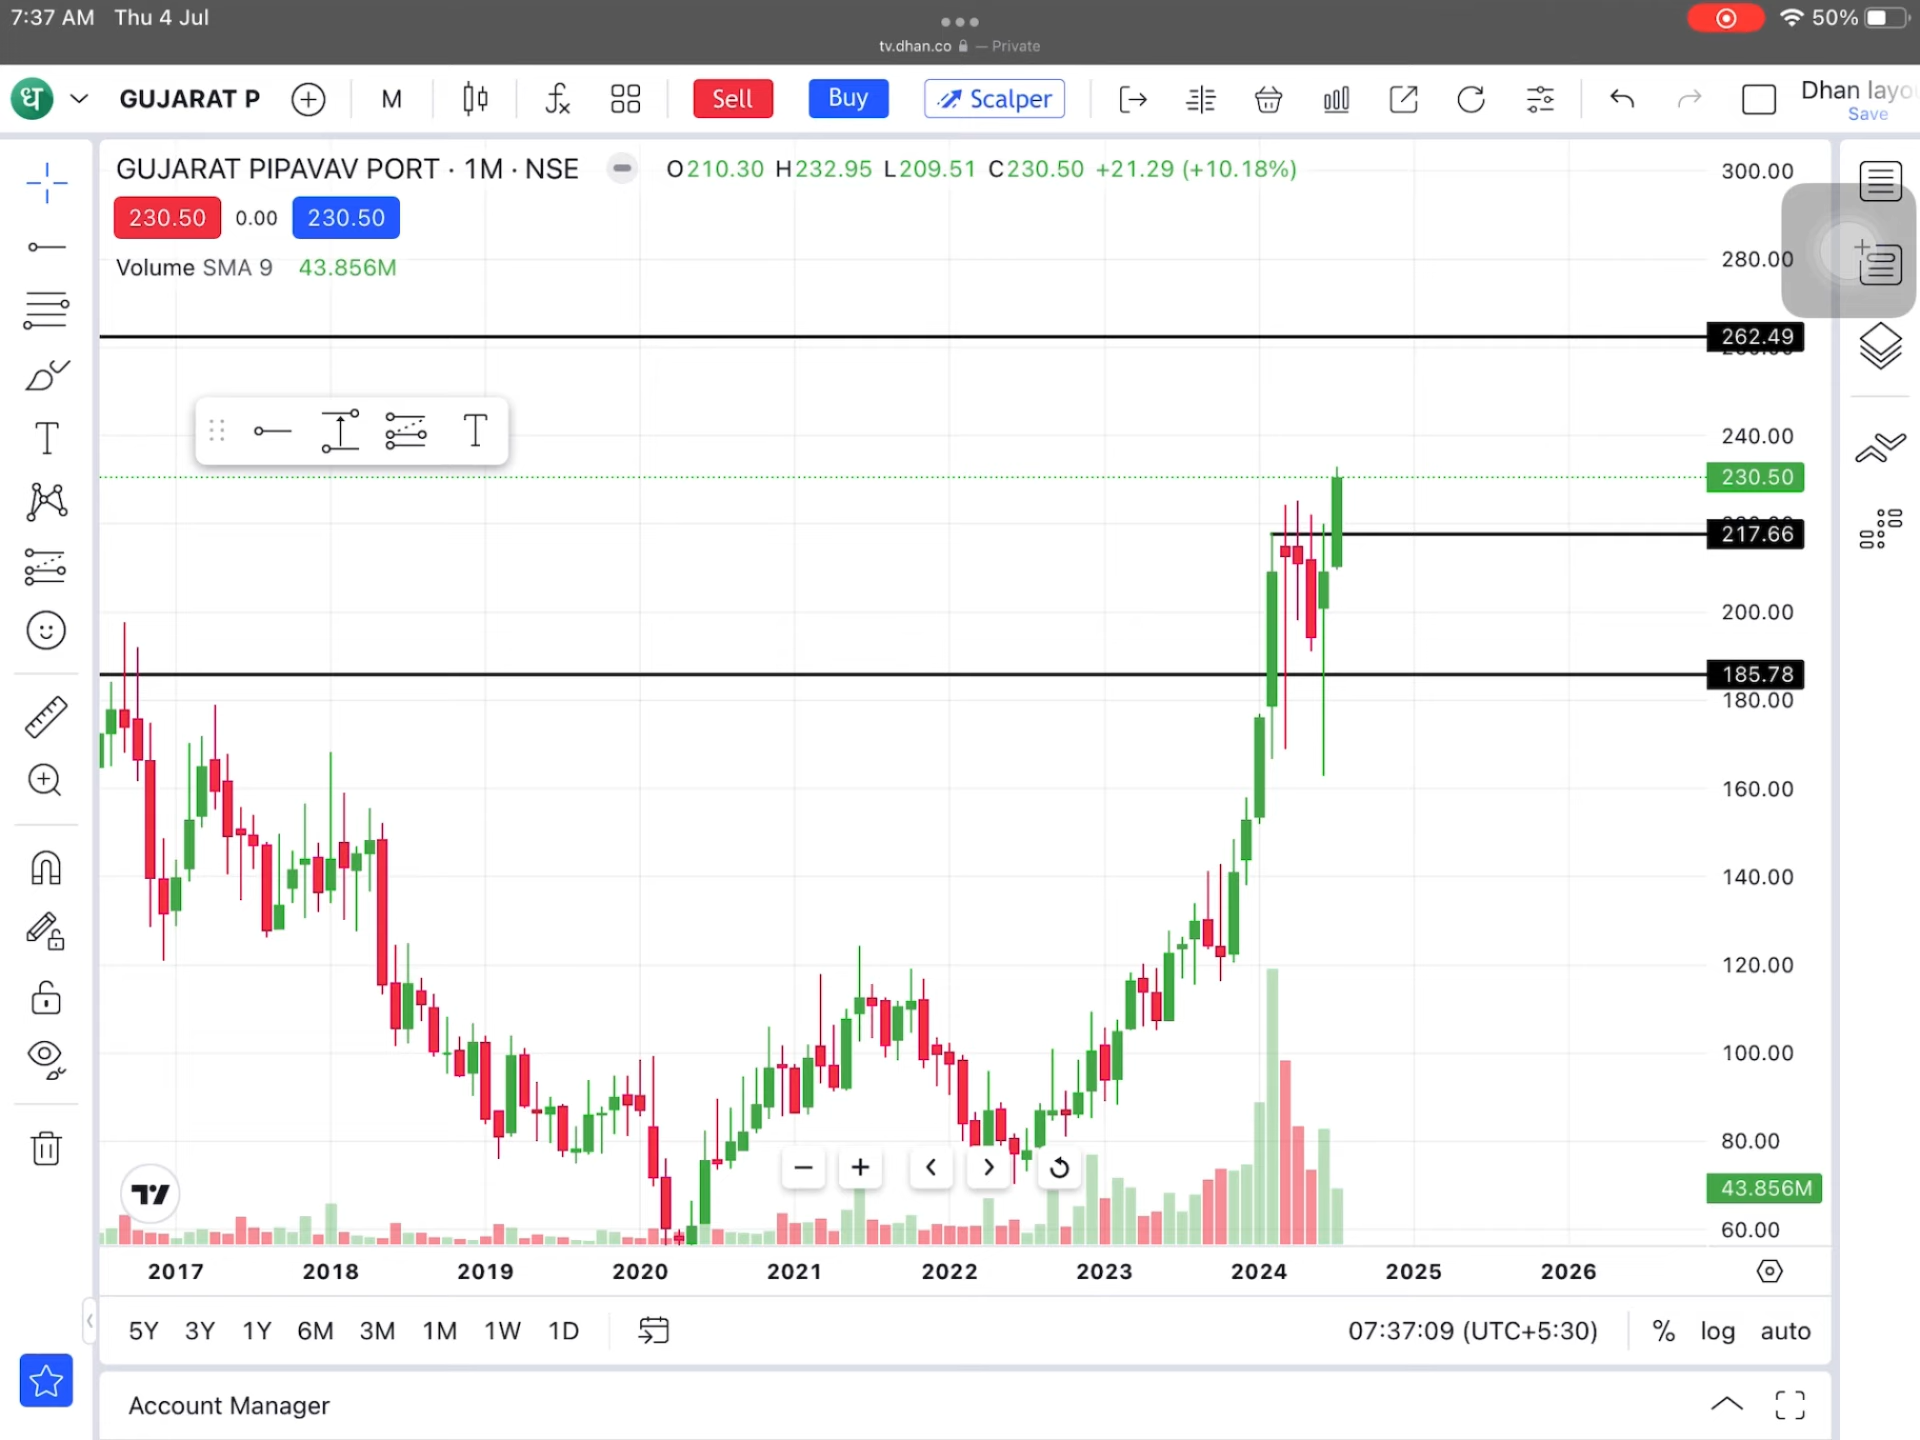 7:37 AM Thu 4 Jul
50%
tv.dhan.co — Private
ध GUJARAT P M Sell Buy Scalper
Save
GUJARAT PIPAVAV PORT · 1M · NSE O210.30 H232.95 L209.51 C230.50 +21.29 (+10.18%)
230.50 0.00 230.50
Volume SMA 9 43.856M
300.00
280.00
262.49
240.00
230.50
217.66
200.00
185.78
180.00
160.00
140.00
120.00
100.00
80.00
43.856M
60.00
2017 2018 2019 2020 2021 2022 2023 2024 2025 2026
5Y 3Y 1Y 6M 3M 1M 1W 1D 07:37:09 (UTC+5:30) % log auto
Account Manager